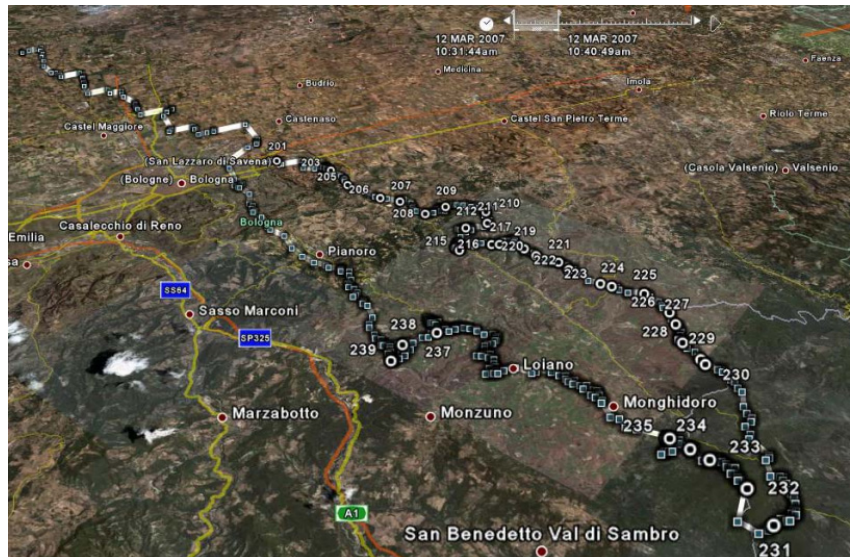 12 MAR 2007
10:31:44am
12 MAR 2007
10:40:49am
Medicina
Faenza
Budrio
Imola
Castel Maggiore
Castenaso
Castel San Pietro Terme
Riolo Terme
201
(San Lazzaro di Savena)
203
(Casola Valsenio)
Valsenio
205
(Bologne)
Bologna
206
207
208
209
210
211
212
Casalecchio di Reno
Bologna
217
Emilia
215
216
219
220
Pianoro
221
222
223
224
225
SS64
226
227
Sasso Marconi
228
SP325
238
229
239
237
230
Loiano
Marzabotto
Monzuno
Monghidoro
235
234
233
232
A1
San Benedetto Val di Sambro
231